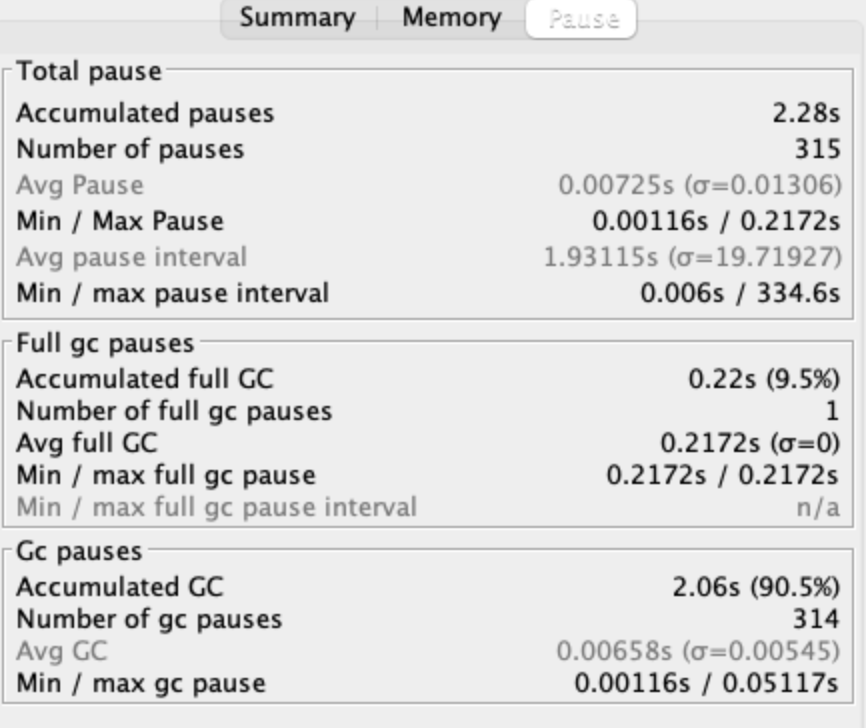 Summary Memory Pause
Total pause
Accumulated pauses 2.28s
Number of pauses 315
Avg Pause 0.00725s (σ=0.01306)
Min / Max Pause 0.00116s / 0.2172s
Avg pause interval 1.93115s (σ=19.71927)
Min / max pause interval 0.006s / 334.6s
Full gc pauses
Accumulated full GC 0.22s (9.5%)
Number of full gc pauses 1
Avg full GC 0.2172s (σ=0)
Min / max full gc pause 0.2172s / 0.2172s
Min / max full gc pause interval n/a
Gc pauses
Accumulated GC 2.06s (90.5%)
Number of gc pauses 314
Avg GC 0.00658s (σ=0.00545)
Min / max gc pause 0.00116s / 0.05117s